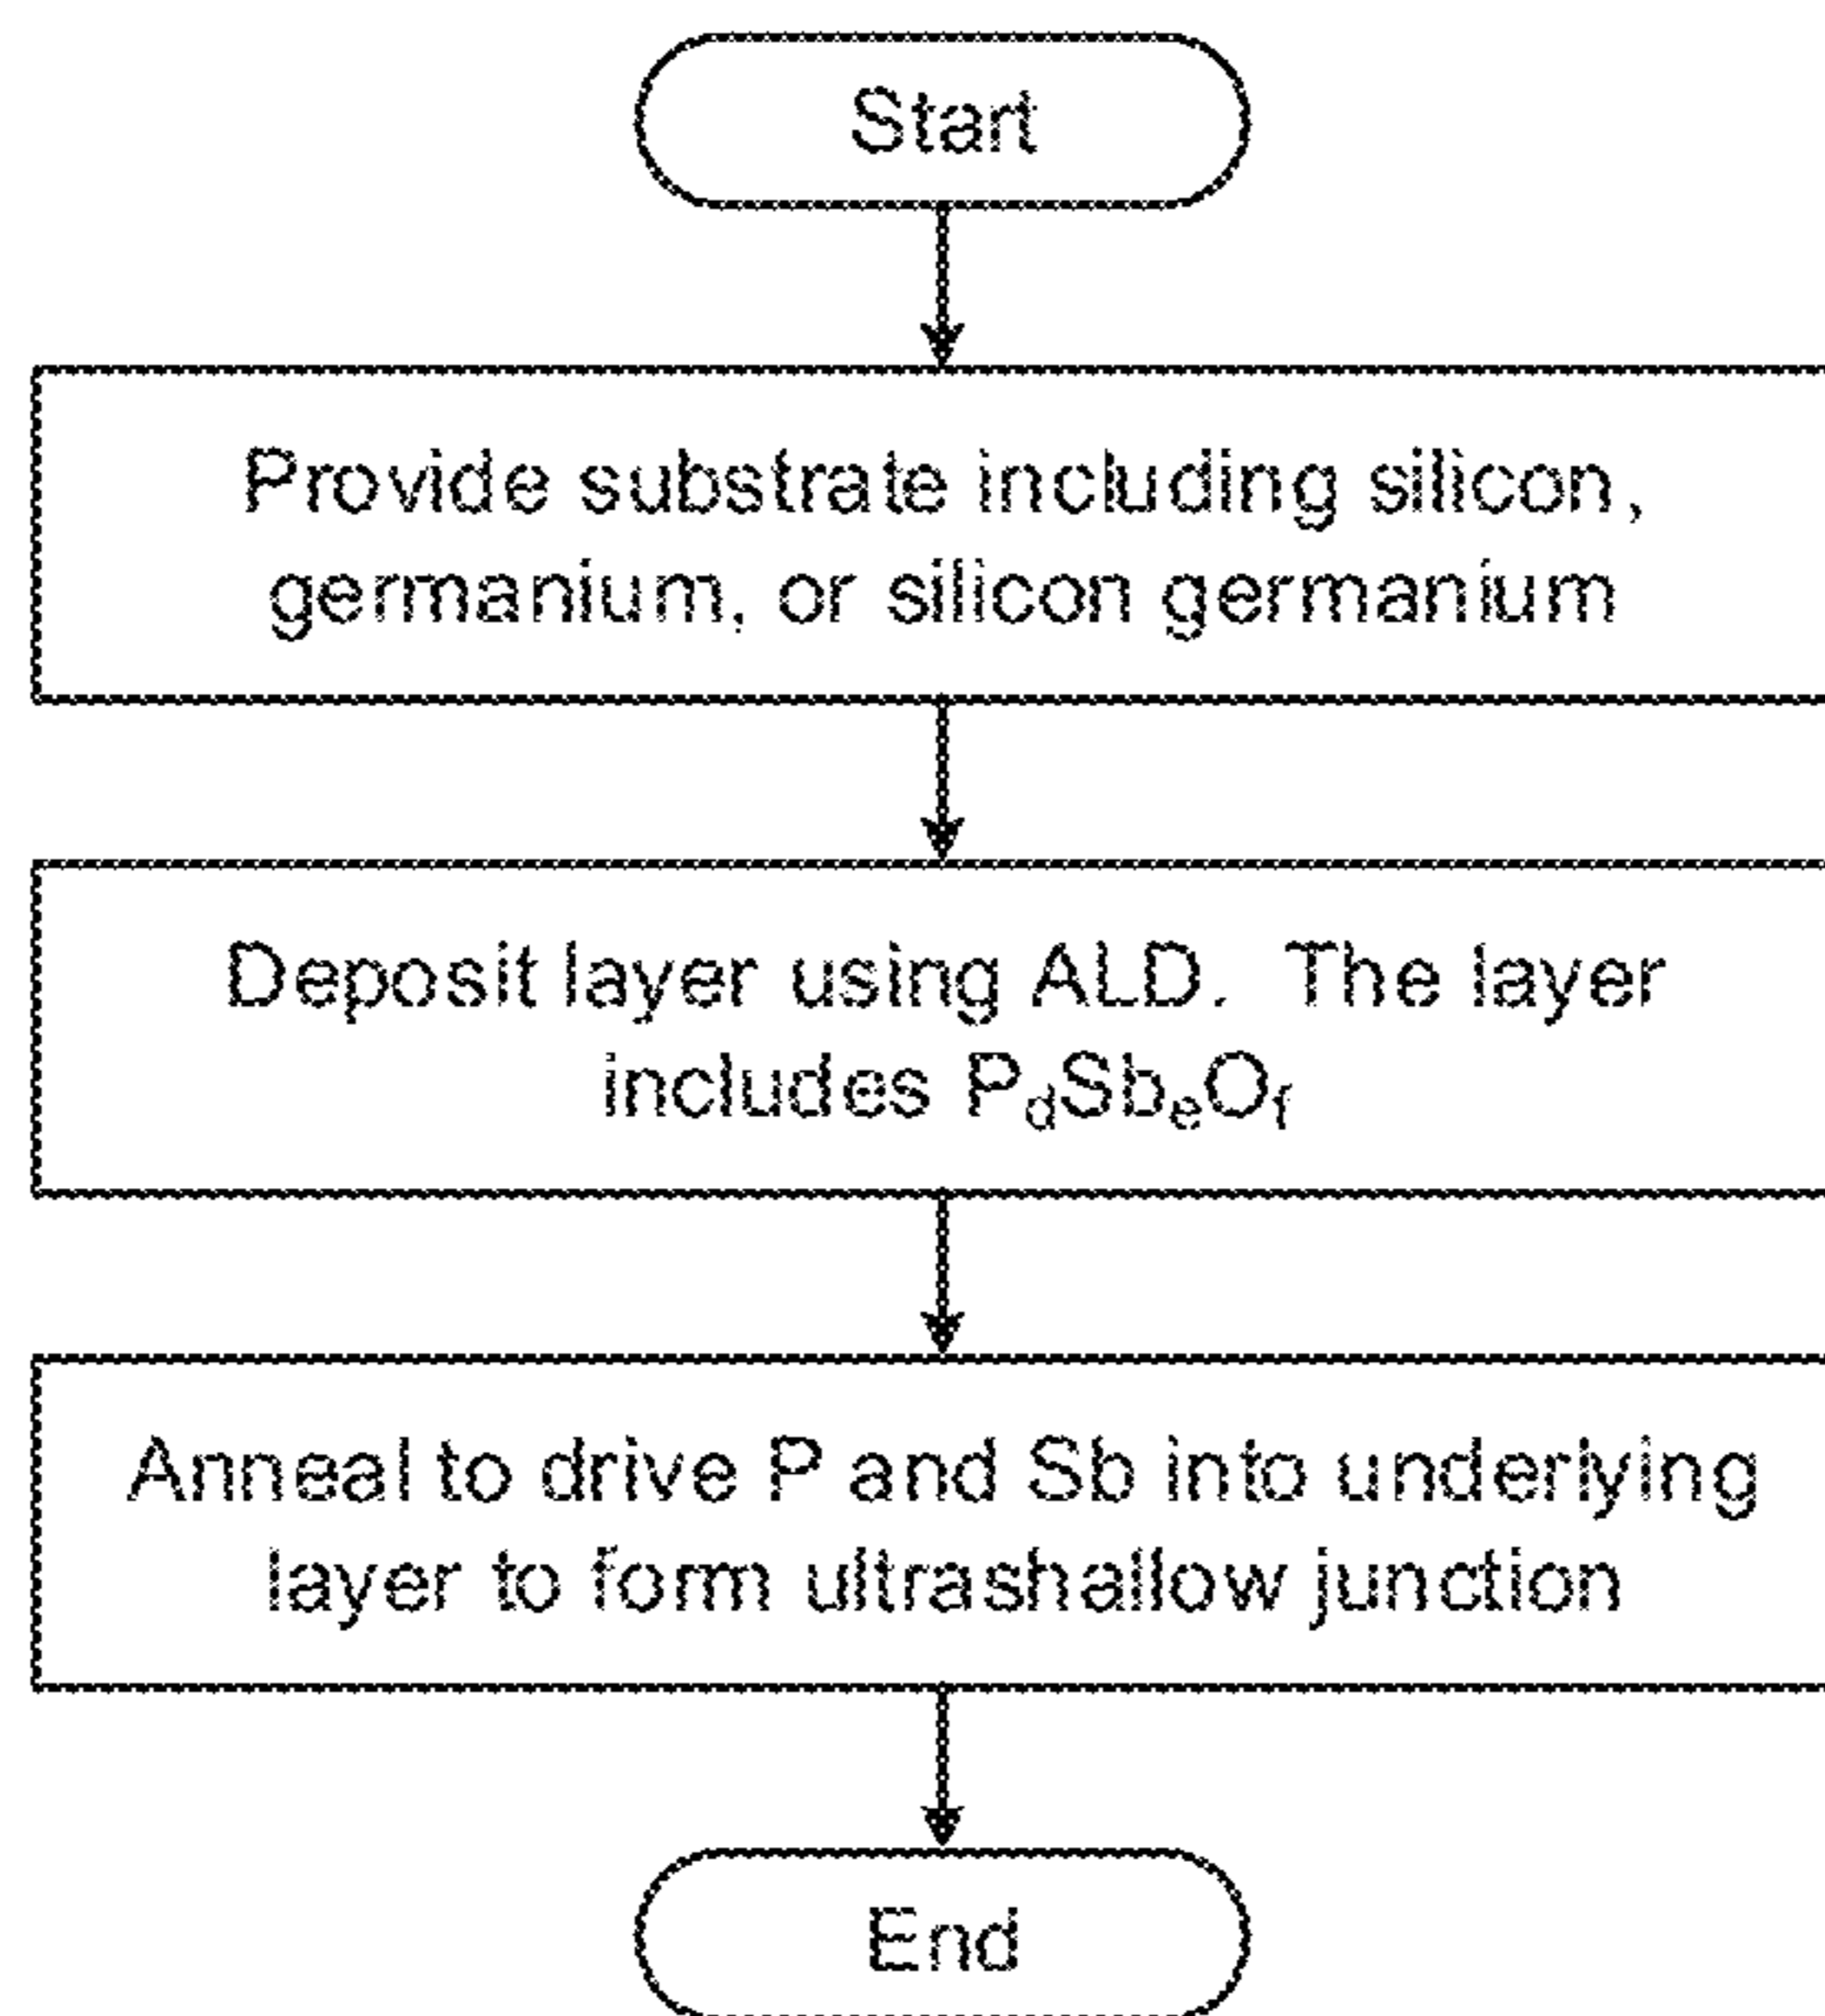 Start
Provide substrate including silicon,
germanium, or silicon germanium
Deposit layer using ALD. The layer
includes PdSbeOf
Anneal to drive P and Sb into underlying
layer to form ultrashallow junction
End